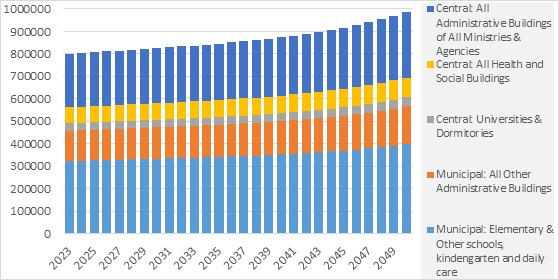 1000000
900000
800000
700000
600000
500000
400000
300000
200000
100000
0
2023
2025
2027
2029
2031
2033
2035
2037
2039
2041
2043
2045
2047
2049
Central: All
Administrative Buildings
of All Ministries &
Agencies
Central: All Health and
Social Buildings
Central: Universities &
Dormitories
Municipal: All Other
Administrative Buildings
Municipal: Elementary &
Other schools,
kindengarten and daily
care